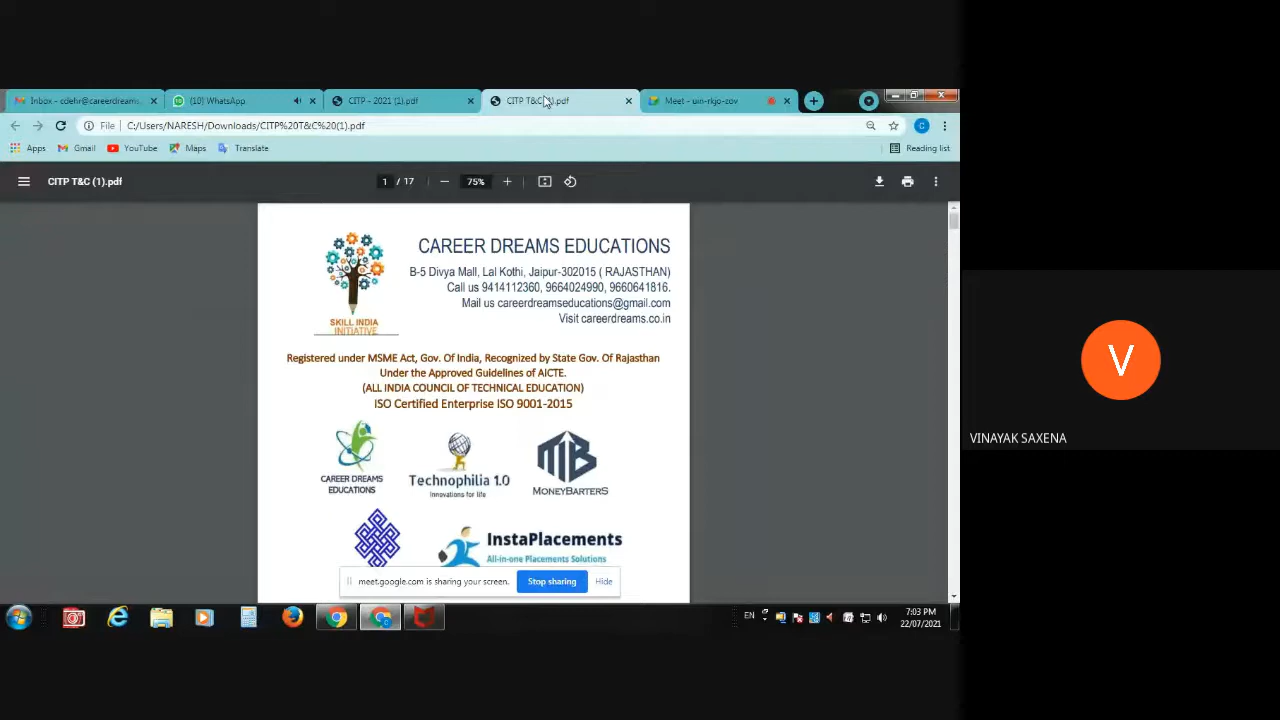 Inbox - cdehr@careerdreams.
(10) WhatsApp
CITP - 2021 (1).pdf
CITP T&C (1).pdf
Meet - uin-rkjo-zov
File
C:/Users/NARESH/Downloads/CITP%20T&C%20(1).pdf
C
Apps
Gmail
YouTube
Maps
Translate
Reading list
CITP T&C (1).pdf
1 / 17
75%
CAREER DREAMS EDUCATIONS
B-5 Divya Mall, Lal Kothi, Jaipur-302015 ( RAJASTHAN)
Call us 9414112360, 9664024990, 9660641816.
Mail us careerdreamseducations@gmail.com
Visit careerdreams.co.in
SKILL INDIA
INITIATIVE
Registered under MSME Act, Gov. Of India, Recognized by State Gov. Of Rajasthan
Under the Approved Guidelines of AICTE.
(ALL INDIA COUNCIL OF TECHNICAL EDUCATION)
ISO Certified Enterprise ISO 9001-2015
CAREER DREAMS
EDUCATIONS
Technophilia 1.0
Innovations for life
MB
MONEYBARTERS
InstaPlacements
All-in-one Placements Solutions
meet.google.com is sharing your screen.
Stop sharing
Hide
EN
7:03 PM
22/07/2021
V
VINAYAK SAXENA